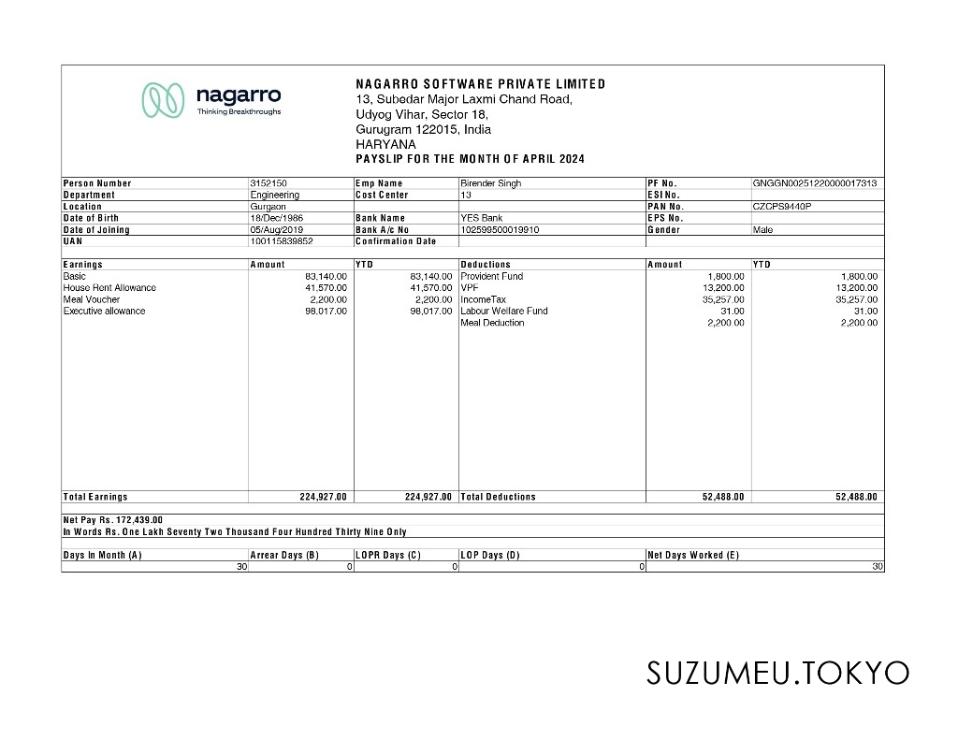 nagarro
Thinking Breakthroughs
NAGARRO SOFTWARE PRIVATE LIMITED
13, Subedar Major Laxmi Chand Road,
Udyog Vihar, Sector 18,
Gurugram 122015, India
HARYANA
PAYSLIP FOR THE MONTH OF APRIL 2024
Person Number 3152150 Emp Name Birender Singh PF No. GNGGN00251220000017313
Department Engineering Cost Center 13 ESI No.
Location Gurgaon PAN No. CZCPS9440P
Date of Birth 18/Dec/1986 Bank Name YES Bank EPS No.
Date of Joining 05/Aug/2019 Bank A/c No 102599500019910 Gender Male
UAN 100115839852 Confirmation Date
Earnings Amount YTD Deductions Amount YTD
Basic 83,140.00 83,140.00 Provident Fund 1,800.00 1,800.00
House Rent Allowance 41,570.00 41,570.00 VPF 13,200.00 13,200.00
Meal Voucher 2,200.00 2,200.00 IncomeTax 35,257.00 35,257.00
Executive allowance 98,017.00 98,017.00 Labour Welfare Fund 31.00 31.00
Meal Deduction 2,200.00 2,200.00
Total Earnings 224,927.00 224,927.00 Total Deductions 52,488.00 52,488.00
Net Pay Rs. 172,439.00
In Words Rs. One Lakh Seventy Two Thousand Four Hundred Thirty Nine Only
Days In Month (A) Arrear Days (B) LOPR Days (C) LOP Days (D) Net Days Worked (E)
30 0 0 0 30
SUZUMEU.TOKYO